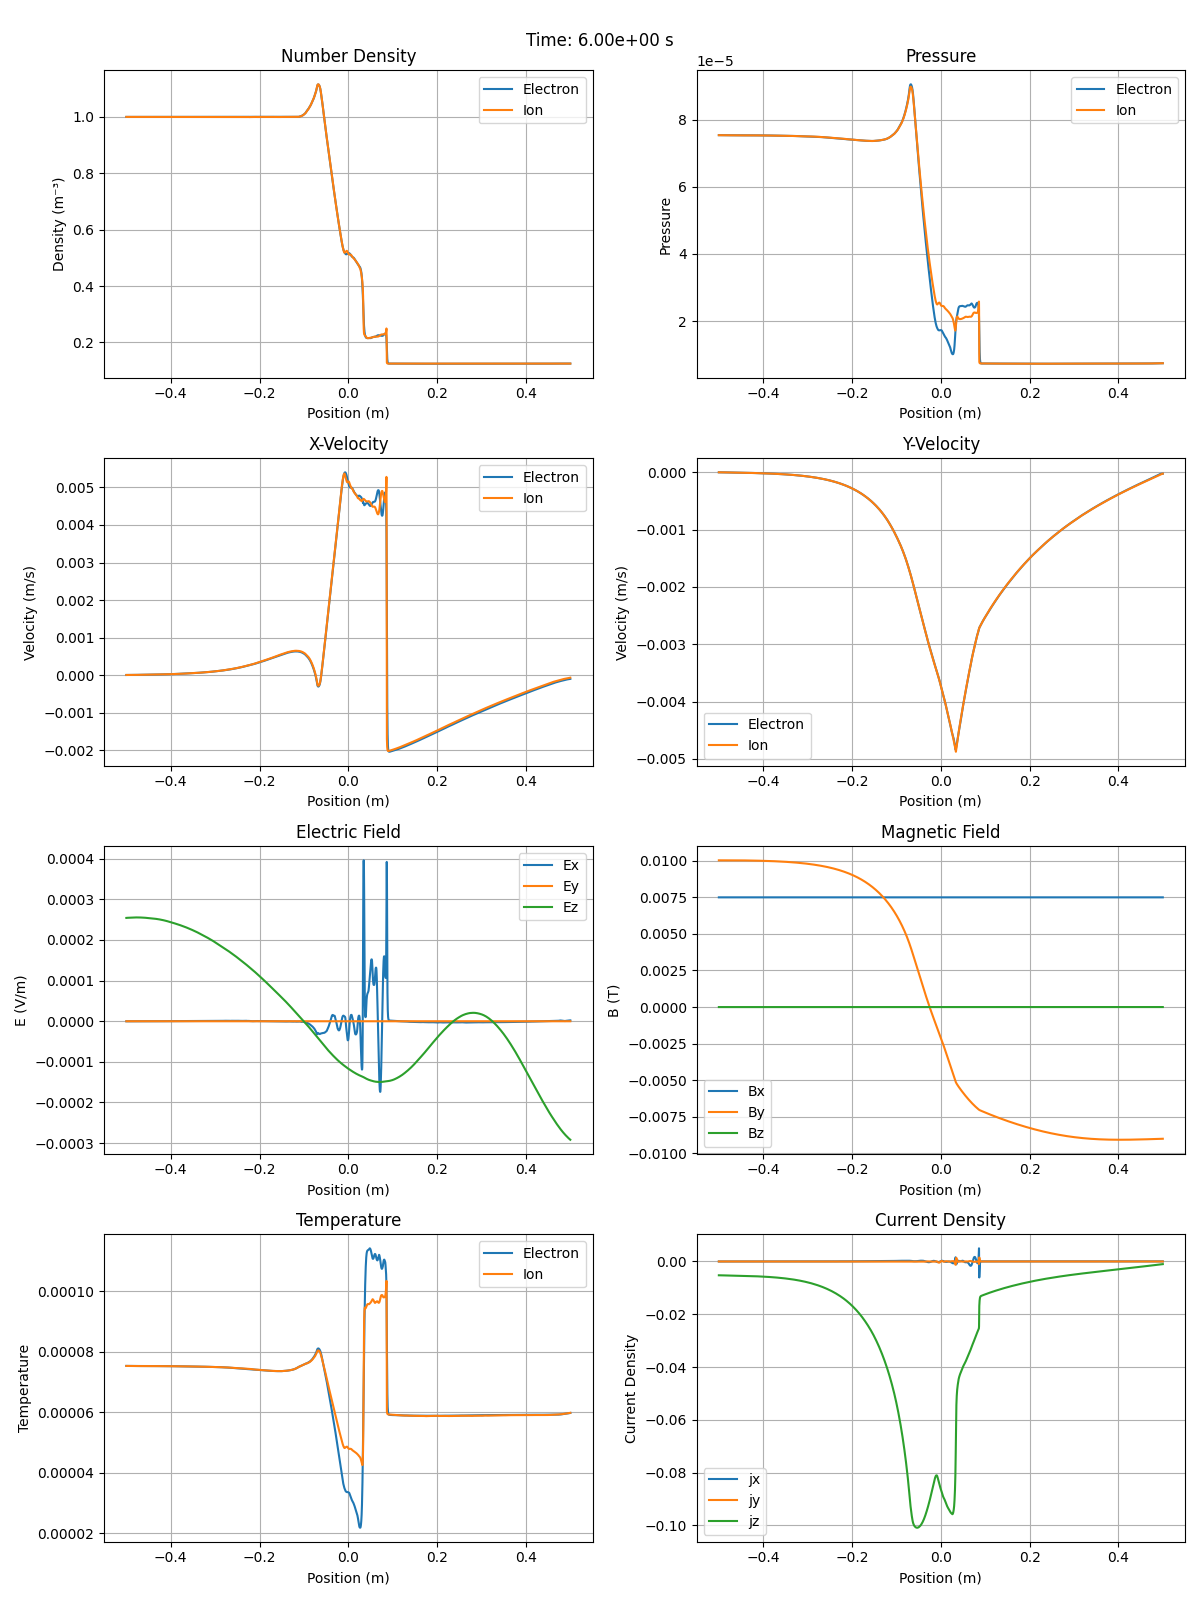 Time: 6.00e+00 s
Number Density
Density (m⁻³)
1.0
0.8
0.6
0.4
0.2
Electron
Ion
−0.4 −0.2 0.0 0.2 0.4
Position (m)
Pressure
1e−5
Pressure
8
6
4
2
Electron
Ion
−0.4 −0.2 0.0 0.2 0.4
Position (m)
X-Velocity
Velocity (m/s)
0.005
0.004
0.003
0.002
0.001
0.000
−0.001
−0.002
Electron
Ion
−0.4 −0.2 0.0 0.2 0.4
Position (m)
Y-Velocity
Velocity (m/s)
0.000
−0.001
−0.002
−0.003
−0.004
−0.005
Electron
Ion
−0.4 −0.2 0.0 0.2 0.4
Position (m)
Electric Field
E (V/m)
0.0004
0.0003
0.0002
0.0001
0.0000
−0.0001
−0.0002
−0.0003
Ex
Ey
Ez
−0.4 −0.2 0.0 0.2 0.4
Position (m)
Magnetic Field
B (T)
0.0100
0.0075
0.0050
0.0025
0.0000
−0.0025
−0.0050
−0.0075
−0.0100
Bx
By
Bz
−0.4 −0.2 0.0 0.2 0.4
Position (m)
Temperature
Temperature
0.00010
0.00008
0.00006
0.00004
0.00002
Electron
Ion
−0.4 −0.2 0.0 0.2 0.4
Position (m)
Current Density
Current Density
0.00
−0.02
−0.04
−0.06
−0.08
−0.10
jx
jy
jz
−0.4 −0.2 0.0 0.2 0.4
Position (m)